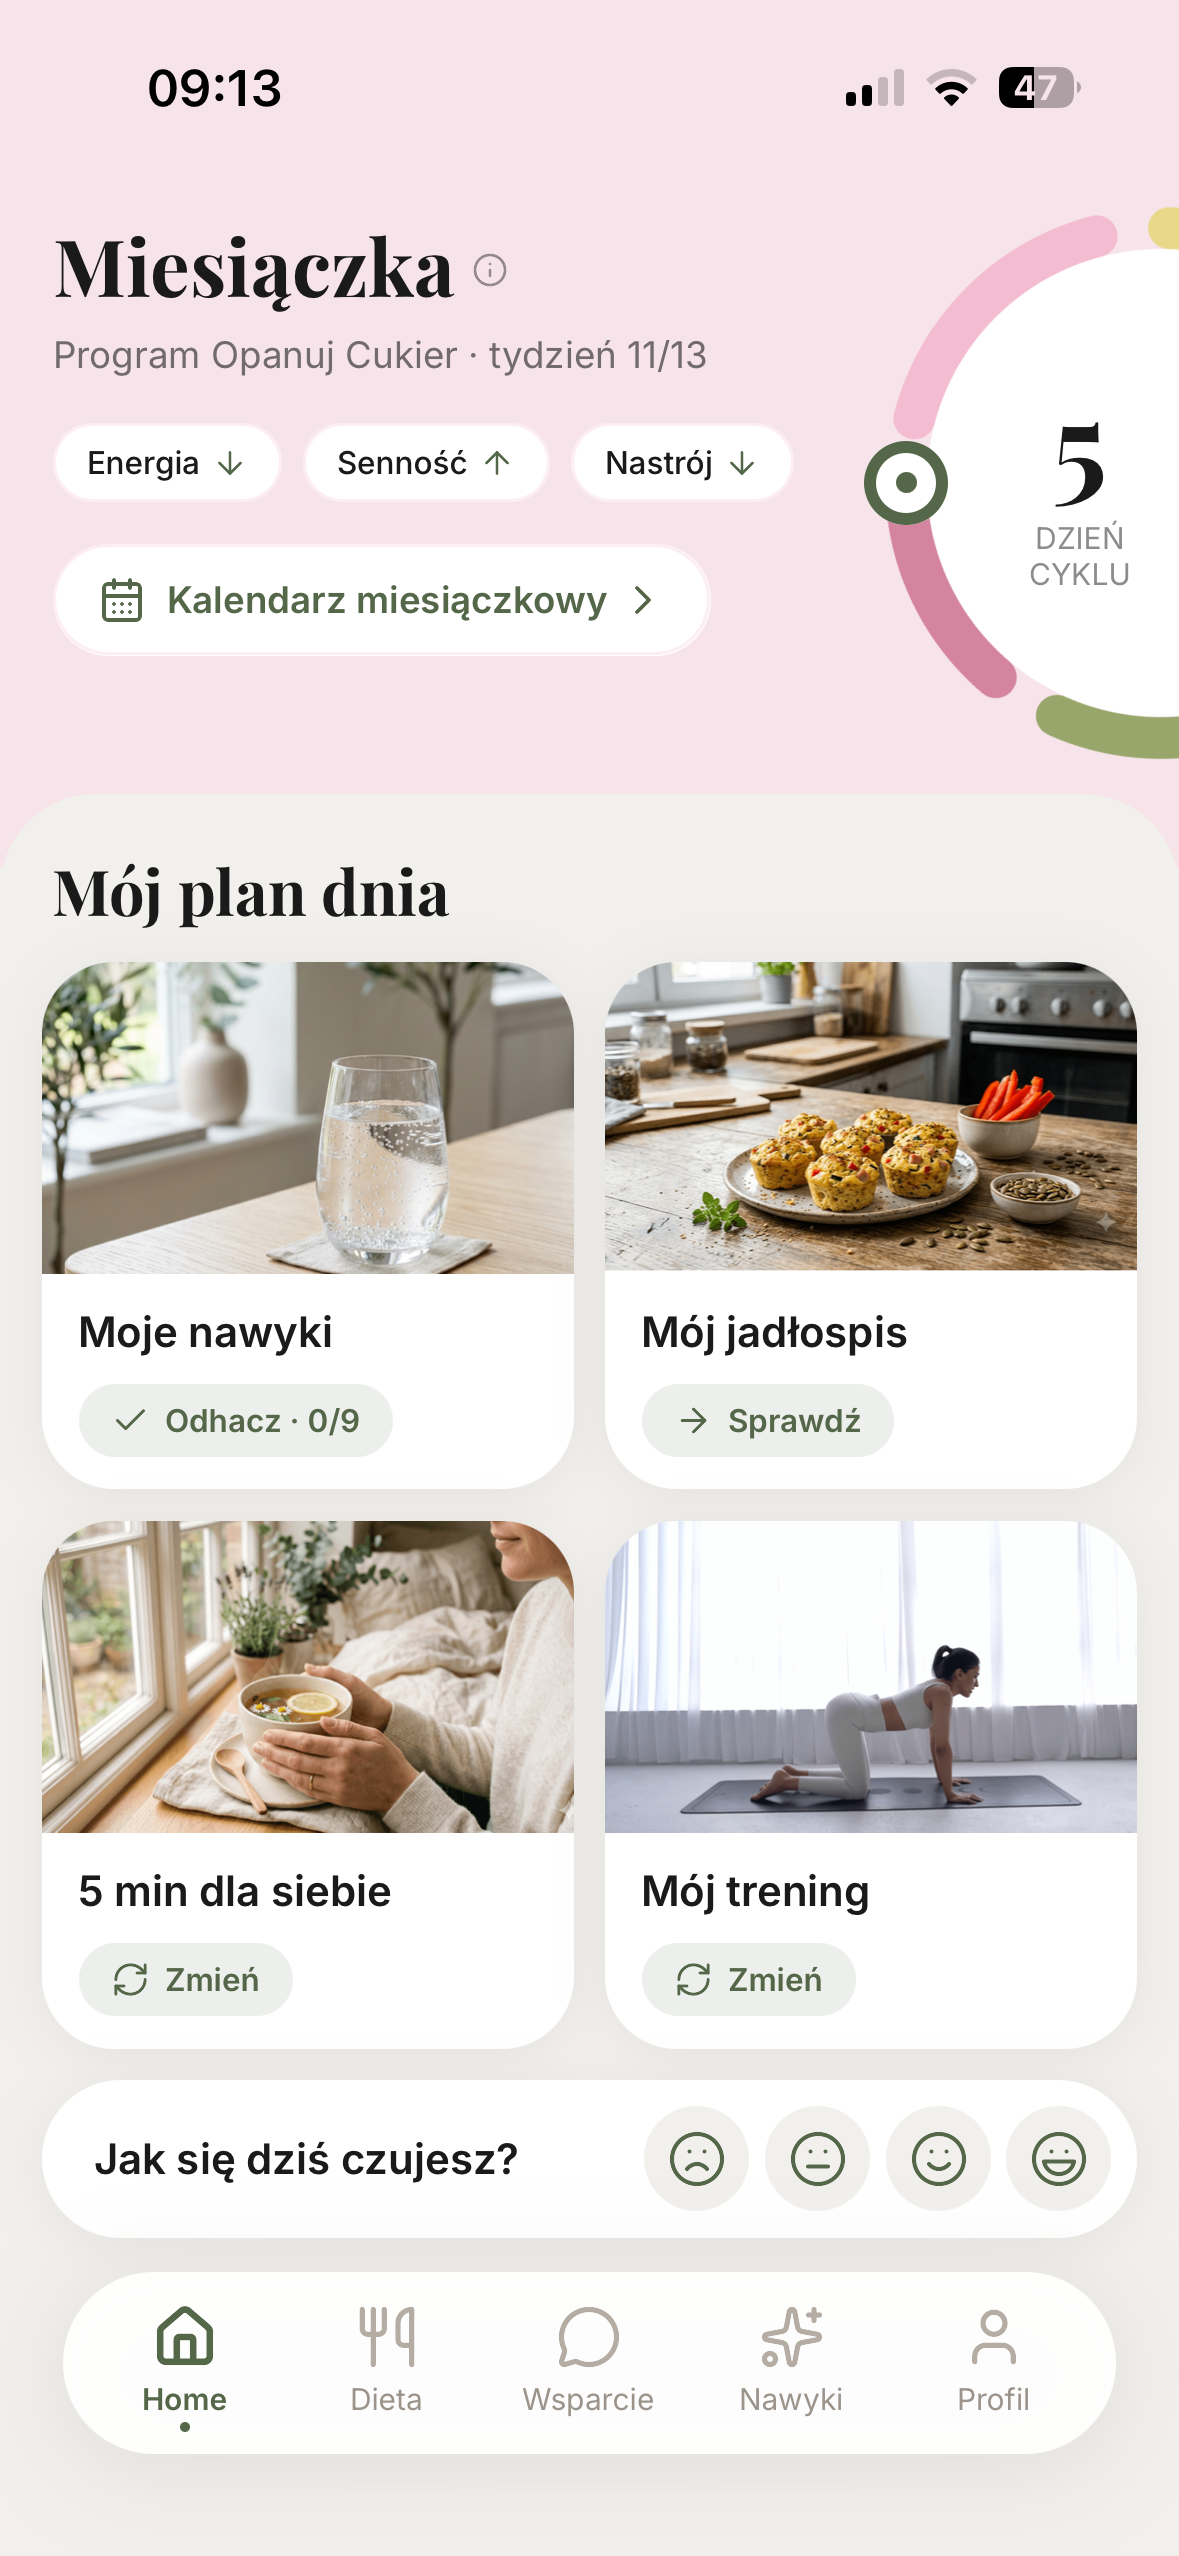 09:13
47
Miesiączka
Program Opanuj Cukier · tydzień 11/13
Energia ↓
Senność ↑
Nastrój ↓
Kalendarz miesiączkowy
5
DZIEŃ
CYKLU
Mój plan dnia
Moje nawyki
Odhacz · 0/9
Mój jadłospis
Sprawdź
5 min dla siebie
Zmień
Mój trening
Zmień
Jak się dziś czujesz?
Home
Dieta
Wsparcie
Nawyki
Profil